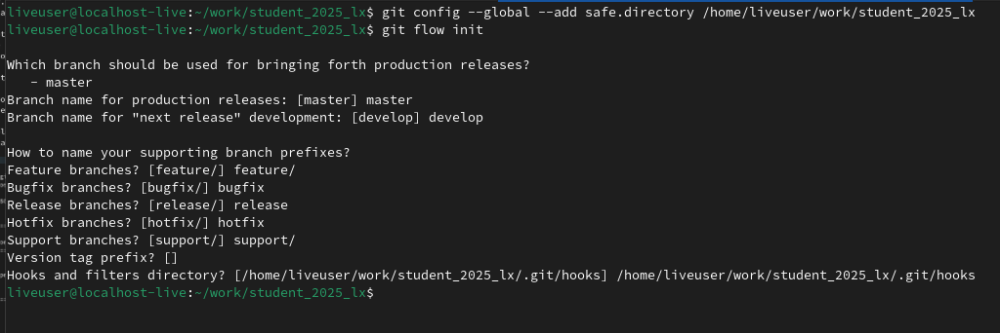 liveuser@localhost-live:~/work/student_2025_lx$ git config --global --add safe.directory /home/liveuser/work/student_2025_lx
liveuser@localhost-live:~/work/student_2025_lx$ git flow init
Which branch should be used for bringing forth production releases?
   - master
Branch name for production releases: [master] master
Branch name for "next release" development: [develop] develop
How to name your supporting branch prefixes?
Feature branches? [feature/] feature/
Bugfix branches? [bugfix/] bugfix
Release branches? [release/] release
Hotfix branches? [hotfix/] hotfix
Support branches? [support/] support/
Version tag prefix? []
Hooks and filters directory? [/home/liveuser/work/student_2025_lx/.git/hooks] /home/liveuser/work/student_2025_lx/.git/hooks
liveuser@localhost-live:~/work/student_2025_lx$